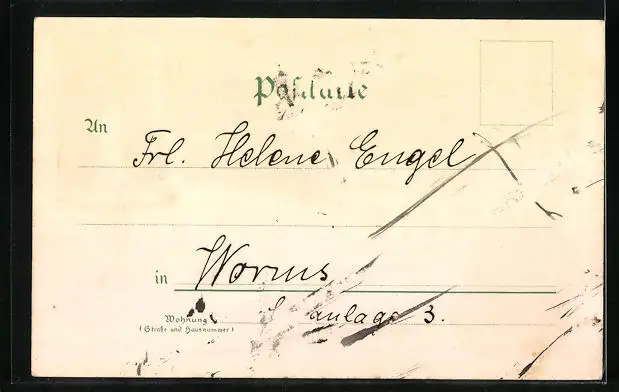 Postkarte
An Frl. Helene Engel
in Worms
Wohnung
(Straße und Hausnummer)
anlage 3.